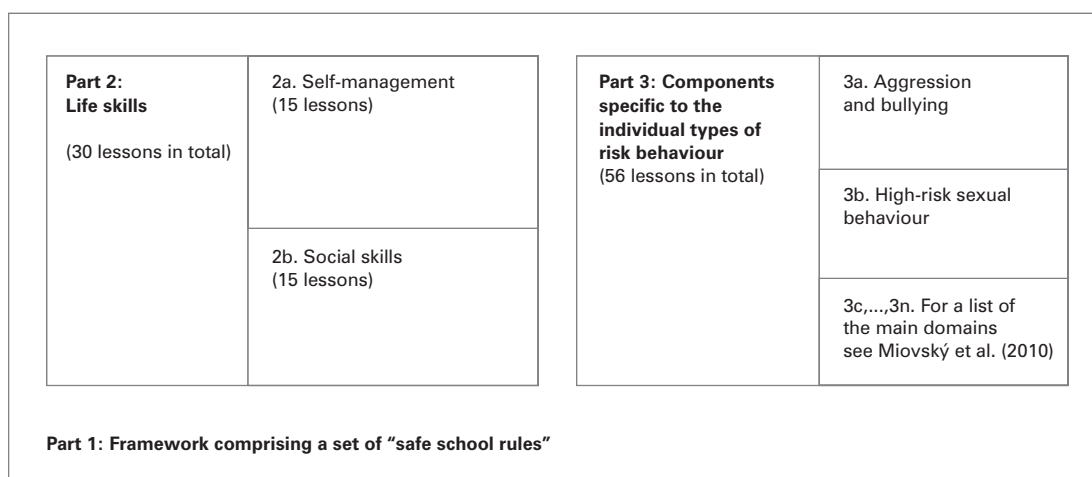 Part 2:
Life skills
(30 lessons in total)
2a. Self-management
(15 lessons)
2b. Social skills
(15 lessons)
Part 3: Components
specific to the
individual types of
risk behaviour
(56 lessons in total)
3a. Aggression
and bullying
3b. High-risk sexual
behaviour
3c,...,3n. For a list of
the main domains
see Miovský et al. (2010)
Part 1: Framework comprising a set of “safe school rules”